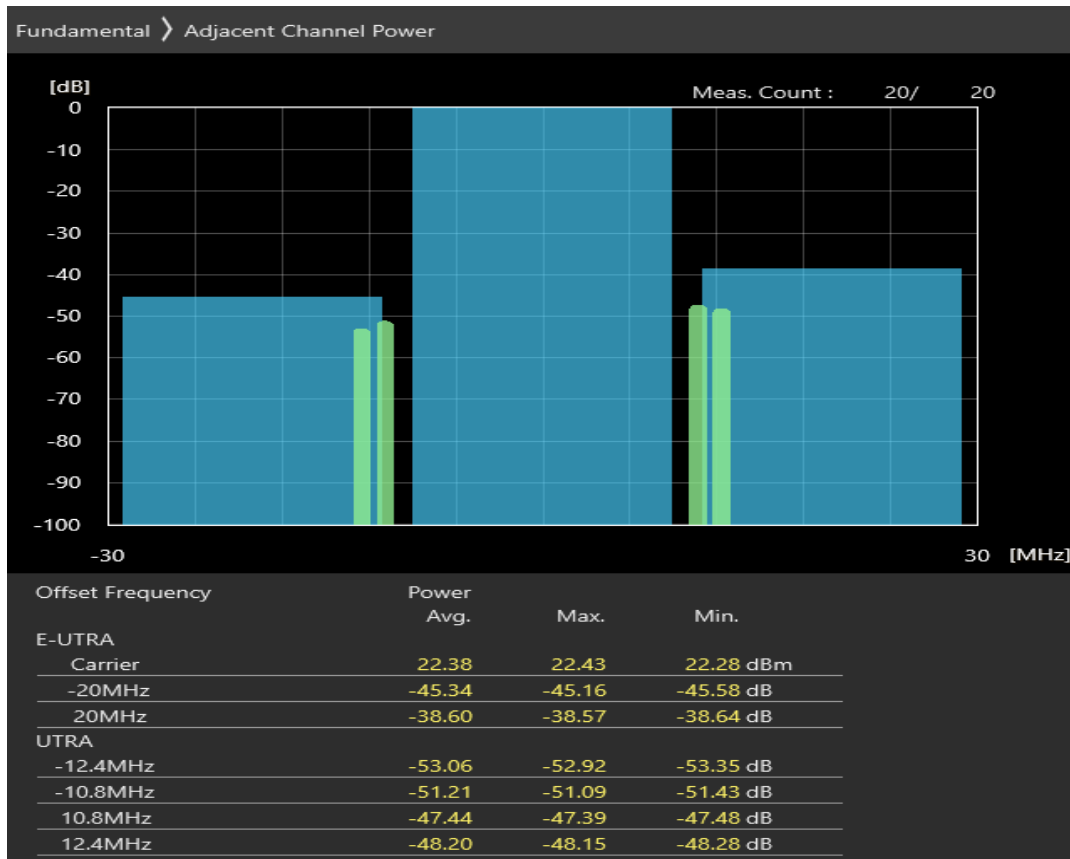 Fundamental ❯ Adjacent Channel Power
[dB]
Meas. Count : 20/ 20
0
-10
-20
-30
-40
-50
-60
-70
-80
-90
-100
-30 30 [MHz]
Offset Frequency Power
Avg. Max. Min.
E-UTRA
Carrier 22.38 22.43 22.28 dBm
-20MHz -45.34 -45.16 -45.58 dB
20MHz -38.60 -38.57 -38.64 dB
UTRA
-12.4MHz -53.06 -52.92 -53.35 dB
-10.8MHz -51.21 -51.09 -51.43 dB
10.8MHz -47.44 -47.39 -47.48 dB
12.4MHz -48.20 -48.15 -48.28 dB